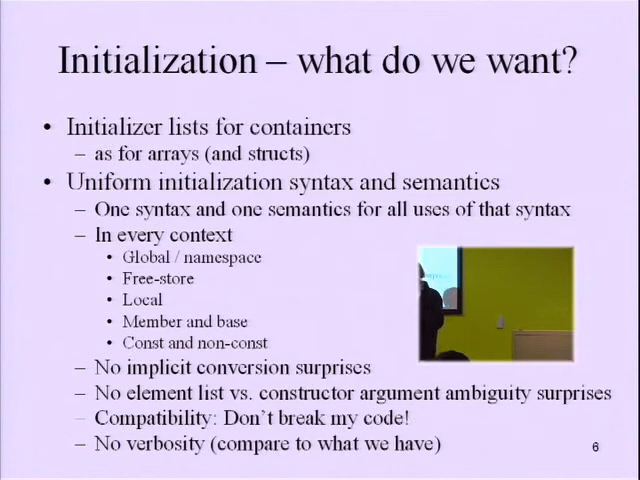 Initialization – what do we want?
• Initializer lists for containers
– as for arrays (and structs)
• Uniform initialization syntax and semantics
– One syntax and one semantics for all uses of that syntax
– In every context
• Global / namespace
• Free-store
• Local
• Member and base
• Const and non-const
– No implicit conversion surprises
– No element list vs. constructor argument ambiguity surprises
– Compatibility: Don't break my code!
– No verbosity (compare to what we have)
6